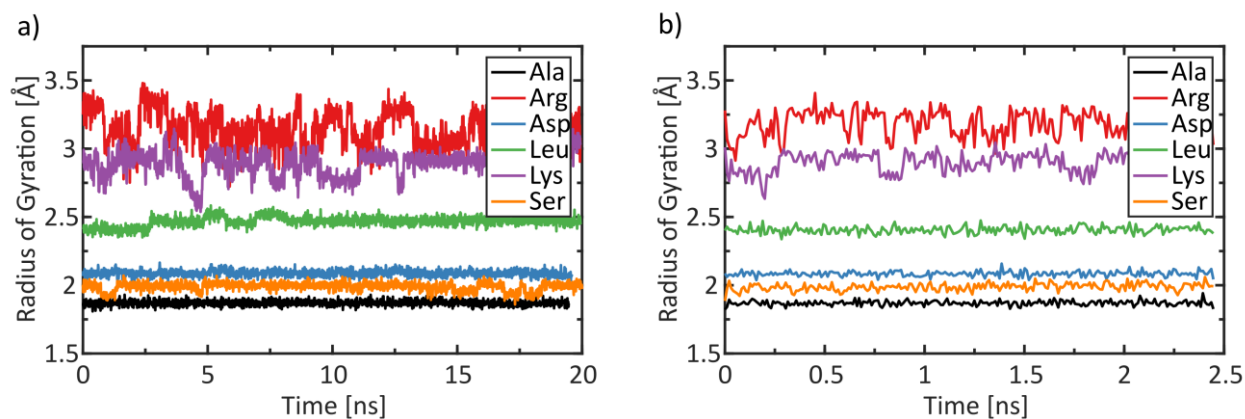 a)
Radius of Gyration [Å]
3.5
3
2.5
2
1.5
0
5
10
15
20
Time [ns]
Ala
Arg
Asp
Leu
Lys
Ser
b)
Radius of Gyration [Å]
3.5
3
2.5
2
1.5
0
0.5
1
1.5
2
2.5
Time [ns]
Ala
Arg
Asp
Leu
Lys
Ser